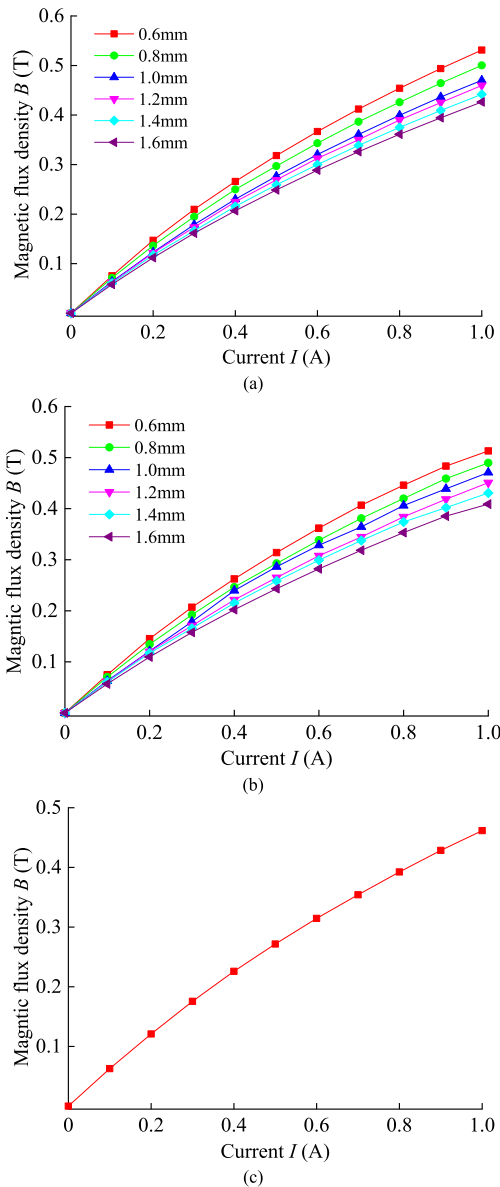 0.6
0.6mm
0.8mm
0.5
1.0mm
1.2mm
0.4
1.4mm
1.6mm
0.3
0.2
0.1
Magnetic flux density B (T)
0 0.2 0.4 0.6 0.8 1.0
Current I (A)
(a)
0.6
0.6mm
0.8mm
0.5
1.0mm
1.2mm
0.4
1.4mm
1.6mm
0.3
0.2
0.1
Magntic flux density B (T)
0 0.2 0.4 0.6 0.8 1.0
Current I (A)
(b)
0.5
0.4
0.3
0.2
0.1
Magntic flux density B (T)
0 0.2 0.4 0.6 0.8 1.0
Current I (A)
(c)